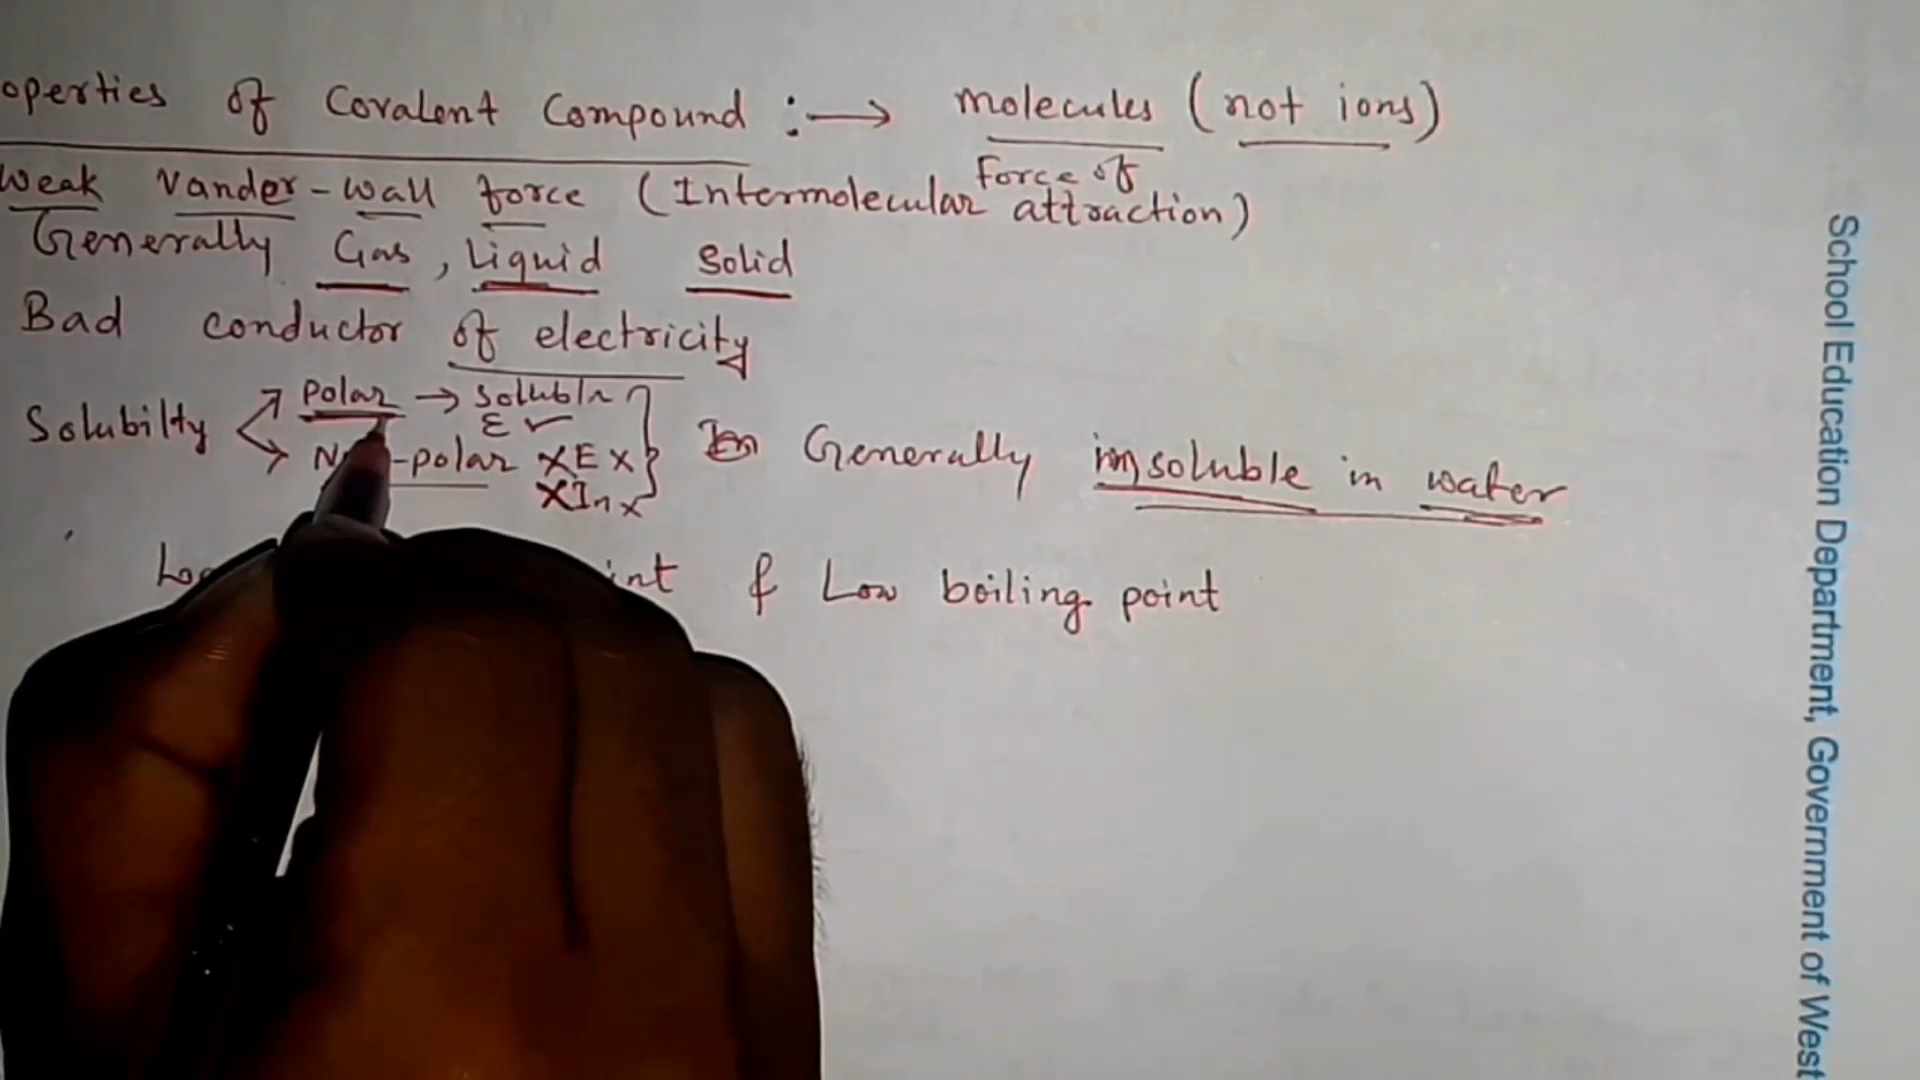 operties of Covalent Compound :→ molecules (not ions)
Weak Vander-wall force (Intermolecular Force of attraction)
Generally Gas, Liquid Solid
Bad conductor of electricity
Solubilty Polar → Soluble
E ✓
-polar XEX
XInx
Generally insoluble in water
int & Low boiling point
School Education Department, Government of West